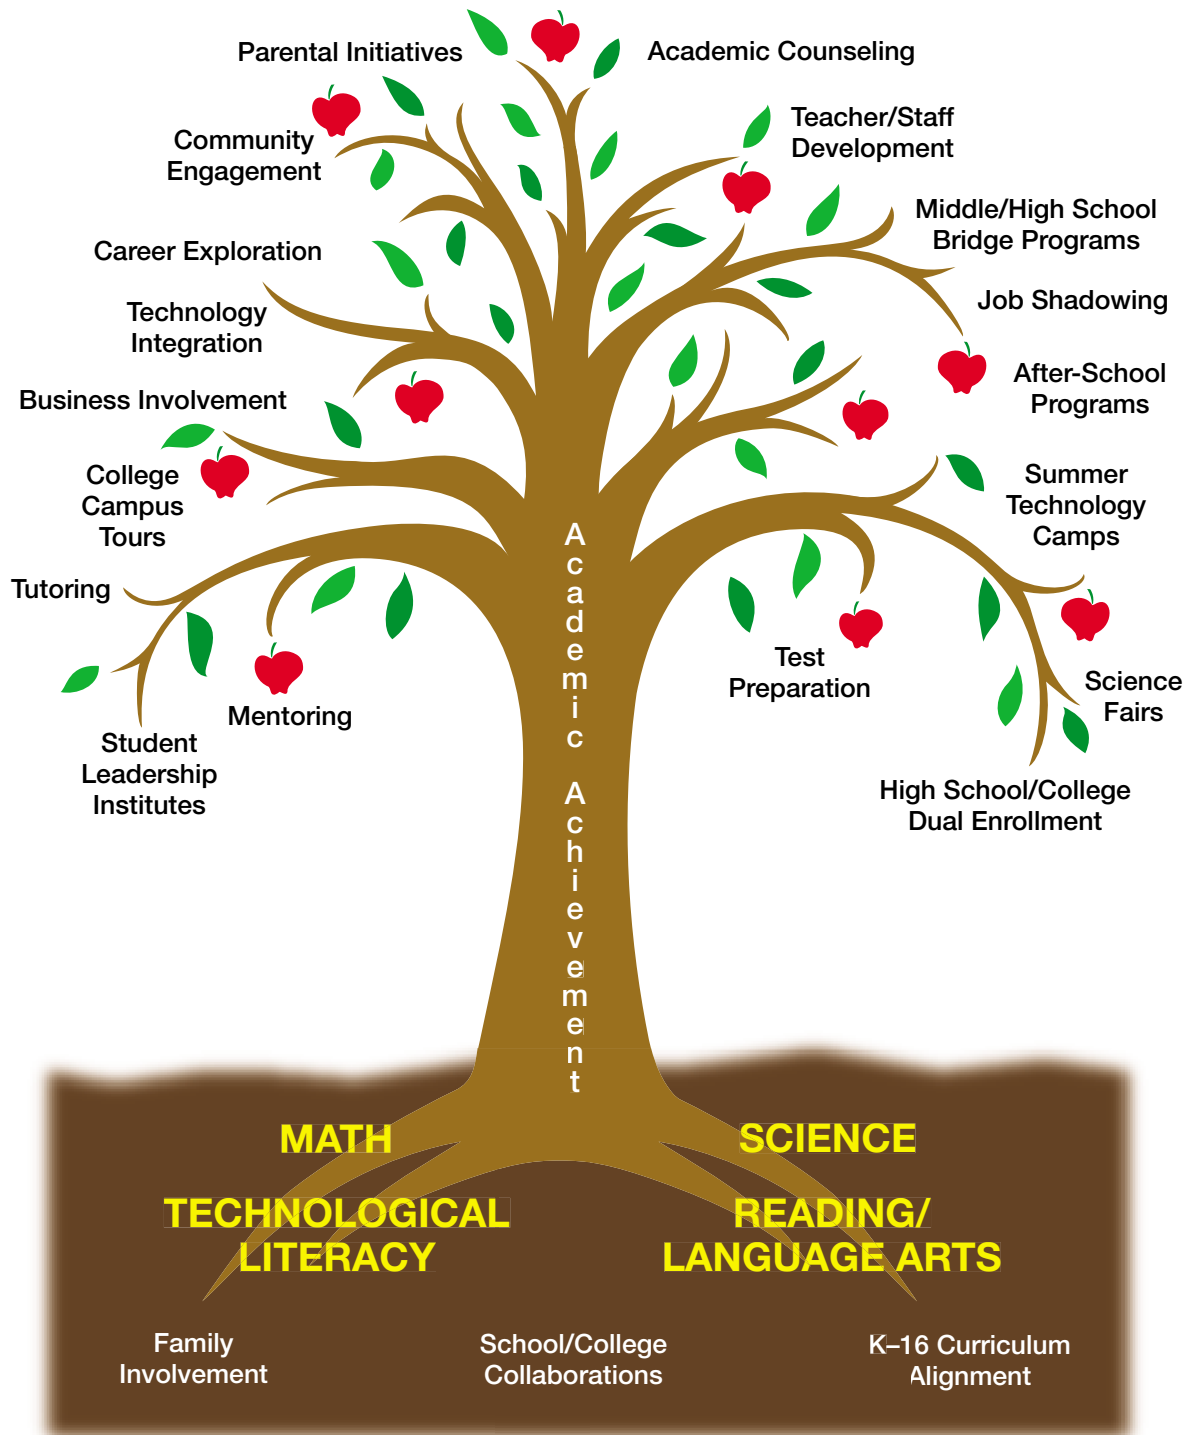 Parental Initiatives
Academic Counseling
Community
Engagement
Teacher/Staff
Development
Middle/High School
Bridge Programs
Career Exploration
Job Shadowing
Technology
Integration
After-School
Programs
Business Involvement
College
Campus
Tours
Summer
Technology
Camps
Tutoring
Mentoring
Student
Leadership
Institutes
Test
Preparation
Science
Fairs
High School/College
Dual Enrollment
Academic Achievement
MATH
SCIENCE
TECHNOLOGICAL
LITERACY
READING/
LANGUAGE ARTS
Family
Involvement
School/College
Collaborations
K–16 Curriculum
Alignment